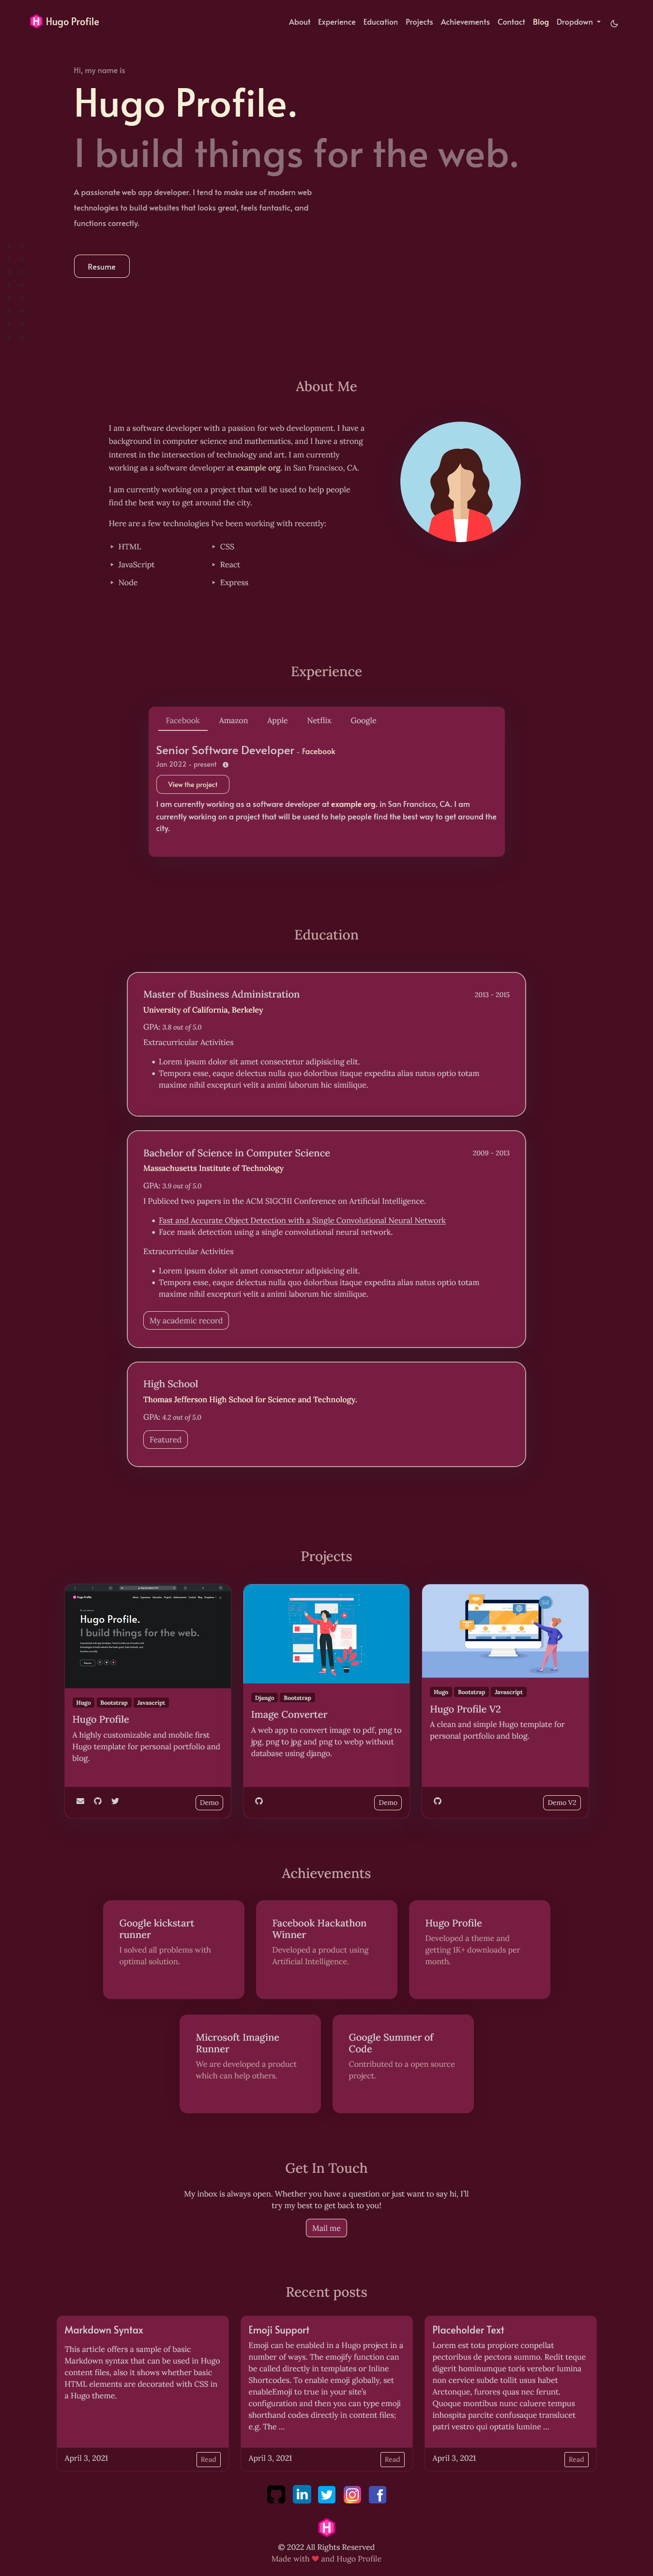 Hugo Profile
About Experience Education Projects Achievements Contact Blog Dropdown
Hi, my name is
Hugo Profile.
I build things for the web.
A passionate web app developer. I tend to make use of modern web
technologies to build websites that looks great, feels fantastic, and
functions correctly.
Resume
About Me
I am a software developer with a passion for web development. I have a
background in computer science and mathematics, and I have a strong
interest in the intersection of technology and art. I am currently
working as a software developer at example org. in San Francisco, CA.
I am currently working on a project that will be used to help people
find the best way to get around the city.
Here are a few technologies I've been working with recently:
HTML
CSS
JavaScript
React
Node
Express
Experience
Facebook Amazon Apple Netflix Google
Senior Software Developer - Facebook
Jan 2022 - present
View the project
I am currently working as a software developer at example org. in San Francisco, CA. I am
currently working on a project that will be used to help people find the best way to get around the
city.
Education
Master of Business Administration
2013 - 2015
University of California, Berkeley
GPA: 3.8 out of 5.0
Extracurricular Activities
Lorem ipsum dolor sit amet consectetur adipisicing elit.
Tempora esse, eaque delectus nulla quo doloribus itaque expedita alias natus optio totam
maxime nihil excepturi velit a animi laborum hic similique.
Bachelor of Science in Computer Science
2009 - 2013
Massachusetts Institute of Technology
GPA: 3.9 out of 5.0
I Publiced two papers in the ACM SIGCHI Conference on Artificial Intelligence.
Fast and Accurate Object Detection with a Single Convolutional Neural Network
Face mask detection using a single convolutional neural network.
Extracurricular Activities
Lorem ipsum dolor sit amet consectetur adipisicing elit.
Tempora esse, eaque delectus nulla quo doloribus itaque expedita alias natus optio totam
maxime nihil excepturi velit a animi laborum hic similique.
My academic record
High School
Thomas Jefferson High School for Science and Technology.
GPA: 4.2 out of 5.0
Featured
Projects
Hugo Profile.
I build things for the web.
Hugo Bootstrap Javascript
Hugo Profile
A highly customizable and mobile first
Hugo template for personal portfolio and
blog.
Demo
Django Bootstrap
Image Converter
A web app to convert image to pdf, png to
jpg, png to jpg and png to webp without
database using django.
Demo
Hugo Bootstrap Javascript
Hugo Profile V2
A clean and simple Hugo template for
personal portfolio and blog.
Demo V2
Achievements
Google kickstart
runner
I solved all problems with
optimal solution.
Facebook Hackathon
Winner
Developed a product using
Artificial Intelligence.
Hugo Profile
Developed a theme and
getting 1K+ downloads per
month.
Microsoft Imagine
Runner
We are developed a product
which can help others.
Google Summer of
Code
Contributed to a open source
project.
Get In Touch
My inbox is always open. Whether you have a question or just want to say hi, I'll
try my best to get back to you!
Mail me
Recent posts
Markdown Syntax
This article offers a sample of basic
Markdown syntax that can be used in Hugo
content files, also it shows whether basic
HTML elements are decorated with CSS in
a Hugo theme.
April 3, 2021
Read
Emoji Support
Emoji can be enabled in a Hugo project in a
number of ways. The emojify function can
be called directly in templates or Inline
Shortcodes. To enable emoji globally, set
enableEmoji to true in your site's
configuration and then you can type emoji
shorthand codes directly in content files;
e.g. The ...
April 3, 2021
Read
Placeholder Text
Lorem est tota propiore conpellat
pectoribus de pectora summo. Redit teque
digerit hominumque toris verebor lumina
non cervice subde tollit usus habet
Arctonque, furores quas nec ferunt.
Quoque montibus nunc caluere tempus
inhospita parcite confusaque translucet
patri vestro qui optatis lumine ...
April 3, 2021
Read
© 2022 All Rights Reserved
Made with ❤ and Hugo Profile